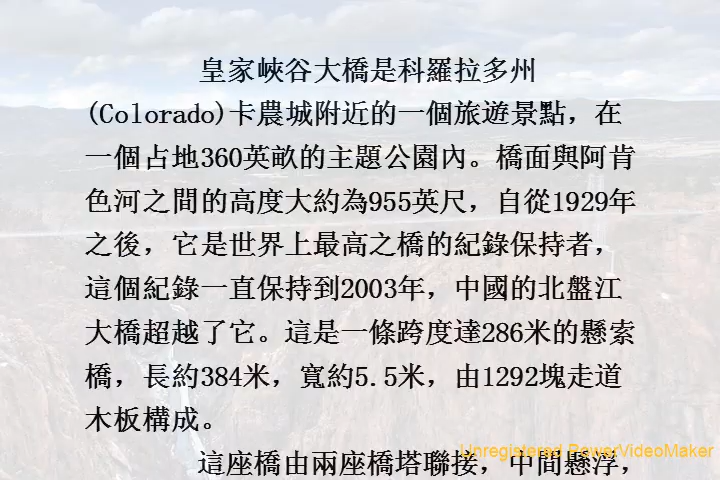 皇家峽谷大橋是科羅拉多州
(Colorado)卡農城附近的一個旅遊景點，在
一個占地360英畝的主題公園內。橋面與阿肯
色河之間的高度大約為955英尺，自從1929年
之後，它是世界上最高之橋的紀錄保持者，
這個紀錄一直保持到2003年，中國的北盤江
大橋超越了它。這是一條跨度達286米的懸索
橋，長約384米，寬約5.5米，由1292塊走道
木板構成。
這座橋由兩座橋塔聯接，中間懸浮，
Unregistered PowerVideoMaker